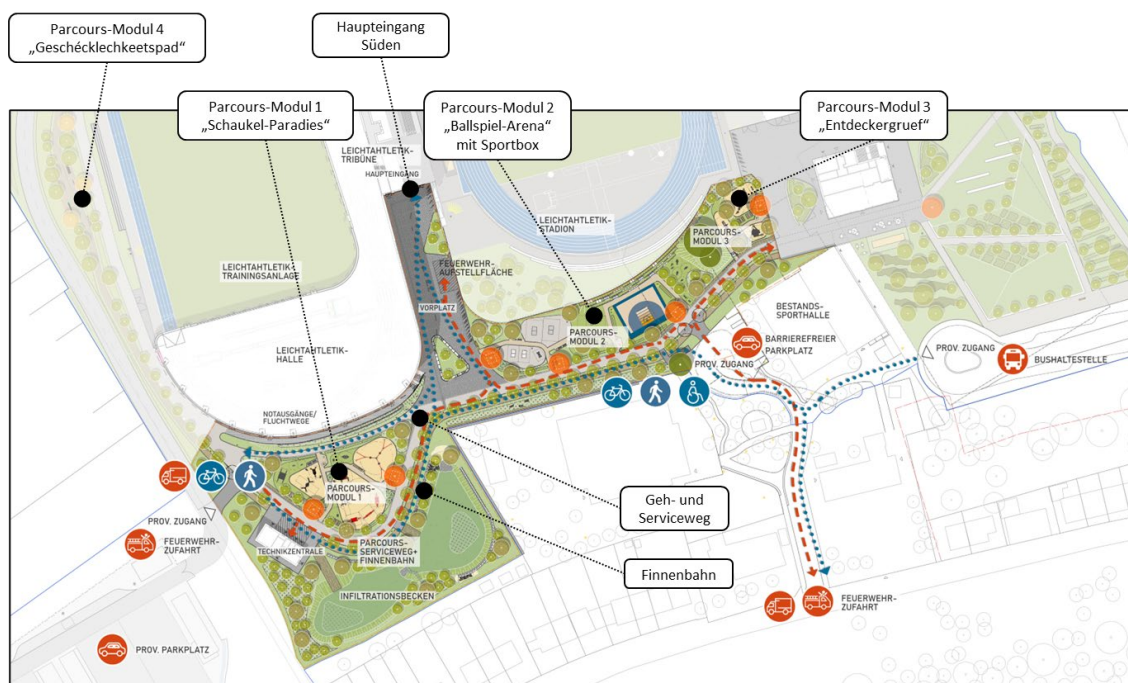 Parcours-Modul 4
„Geschécklechkeetspad“
Haupteingang
Süden
Parcours-Modul 1
„Schaukel-Paradies“
Parcours-Modul 2
„Ballspiel-Arena“
mit Sportbox
Parcours-Modul 3
„Entdeckergruef“
LEICHTATHLETIK-
TRIBÜNE
HAUPTEINGANG
LEICHTATHLETIK-
STADION
PARCOURS-
MODUL 3
LEICHTATHLETIK-
TRAININGSANLAGE
FEUERWEHR-
AUFSTELLFLÄCHE
VORPLATZ
BESTANDS-
SPORTHALLE
PARCOURS-
MODUL 2
BARRIEREFREIER
PARKPLATZ
LEICHTATHLETIK-
HALLE
PROV. ZUGANG
PROV. ZUGANG
BUSHALTESTELLE
NOTAUSGÄNGE/
FLUCHTWEGE
PARCOURS-
MODUL 1
Geh- und
Serviceweg
PROV. ZUGANG
FEUERWEHR-
ZUFAHRT
TECHNIKZENTRALE
PARCOURS-
SERVICEWEG+
FINNENBAHN
Finnenbahn
INFILTRATIONSBECKEN
FEUERWEHR-
ZUFAHRT
PROV. PARKPLATZ